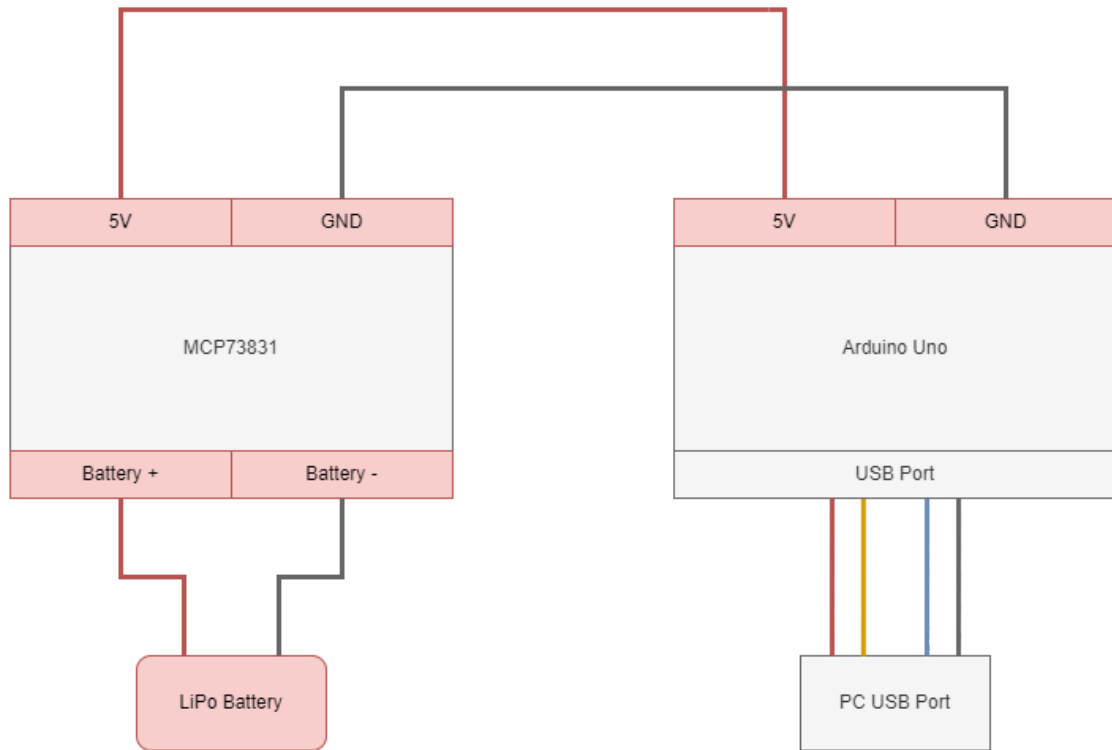 5V
GND
5V
GND
MCP73831
Arduino Uno
Battery +
Battery -
USB Port
LiPo Battery
PC USB Port